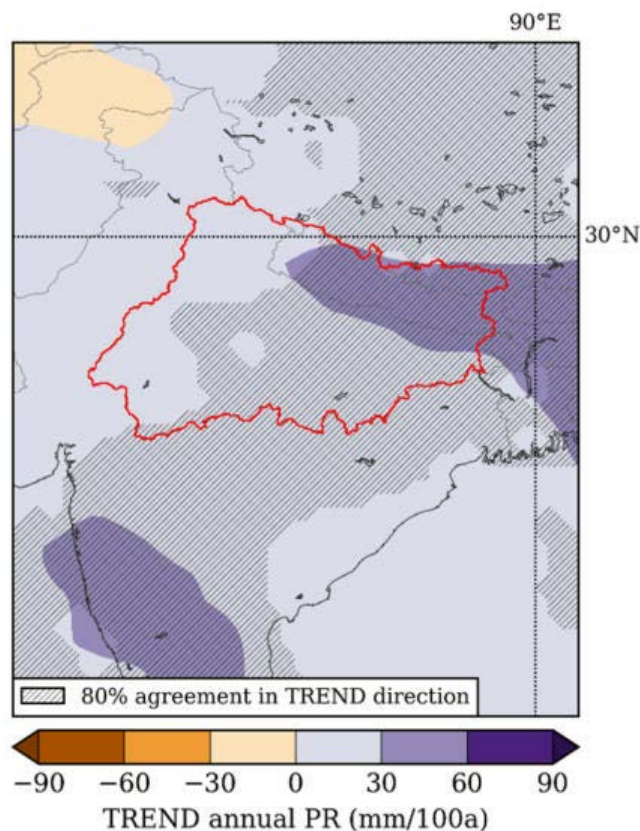 90°E
30°N
80% agreement in TREND direction
−90 −60 −30 0 30 60 90
TREND annual PR (mm/100a)